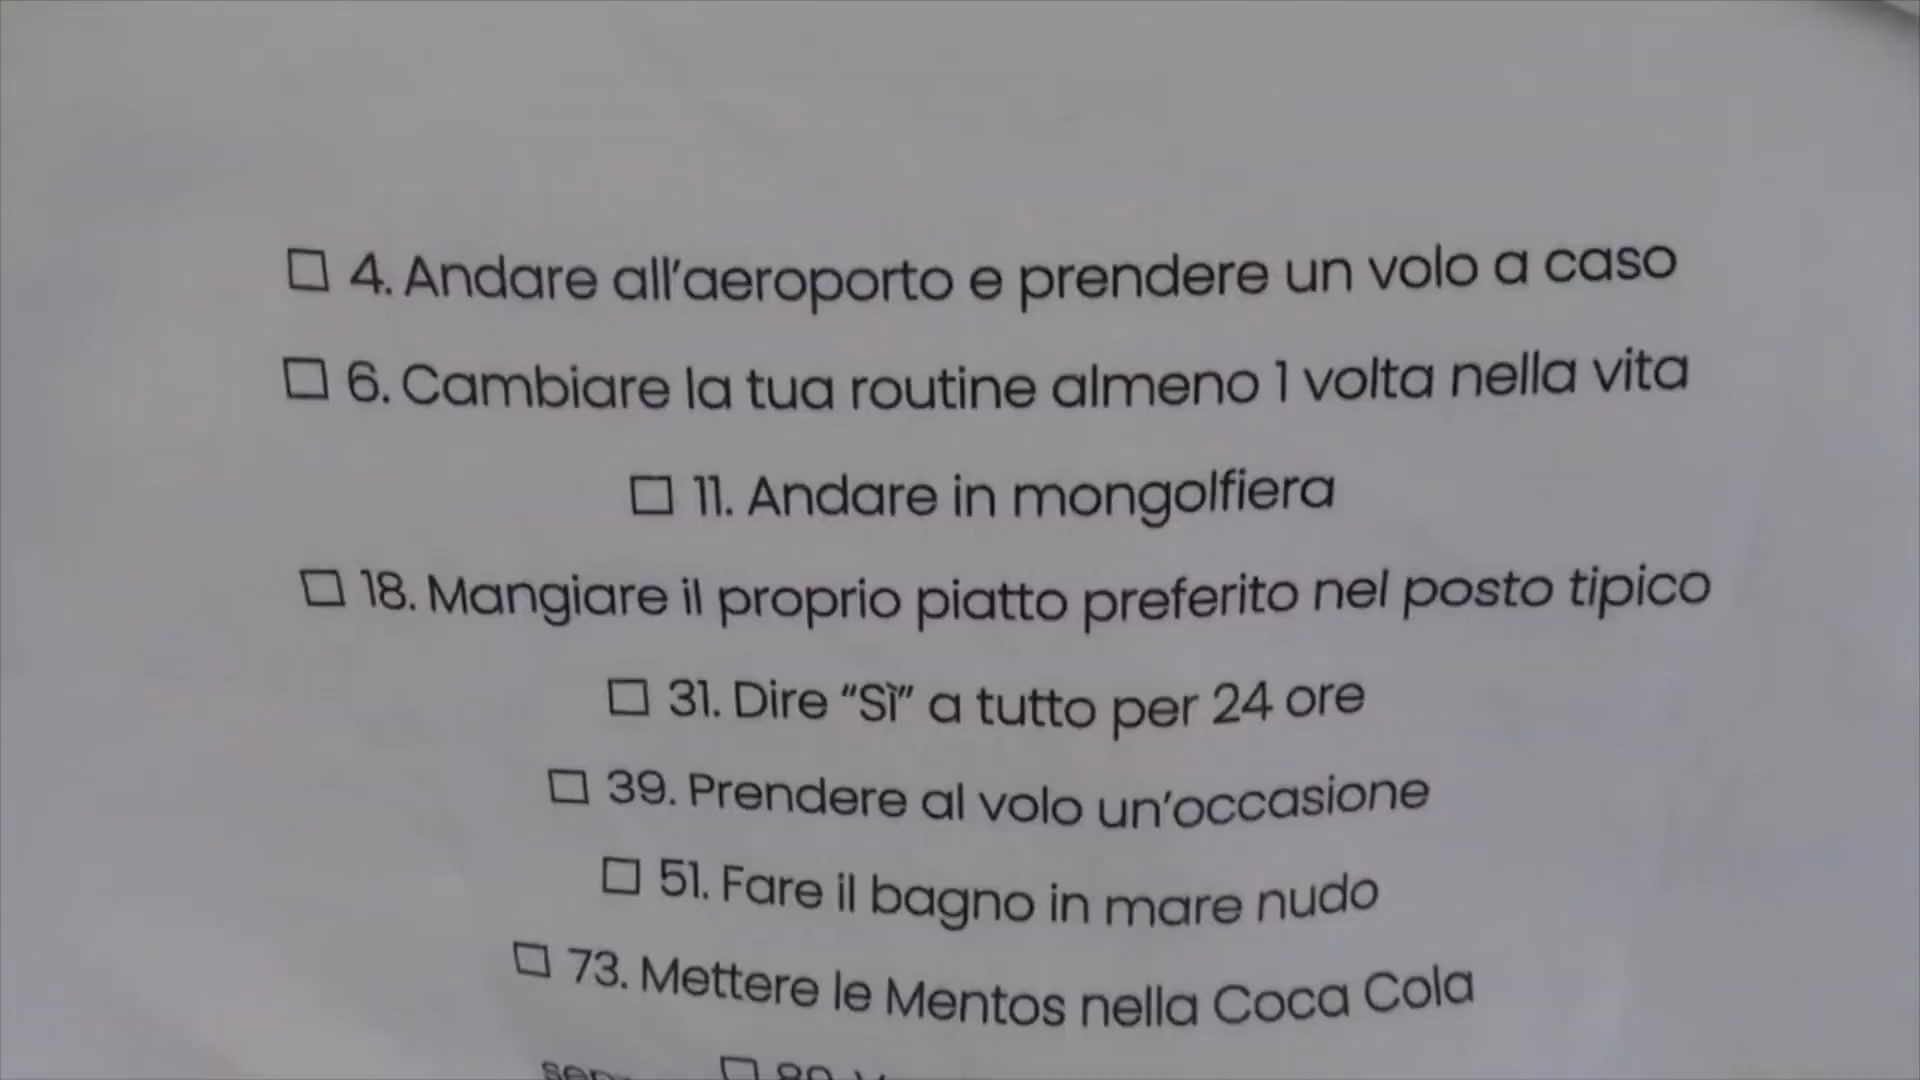 ☐ 4. Andare all'aeroporto e prendere un volo a caso
☐ 6. Cambiare la tua routine almeno 1 volta nella vita
☐ 11. Andare in mongolfiera
☐ 18. Mangiare il proprio piatto preferito nel posto tipico
☐ 31. Dire “Sì” a tutto per 24 ore
☐ 39. Prendere al volo un'occasione
☐ 51. Fare il bagno in mare nudo
☐ 73. Mettere le Mentos nella Coca Cola